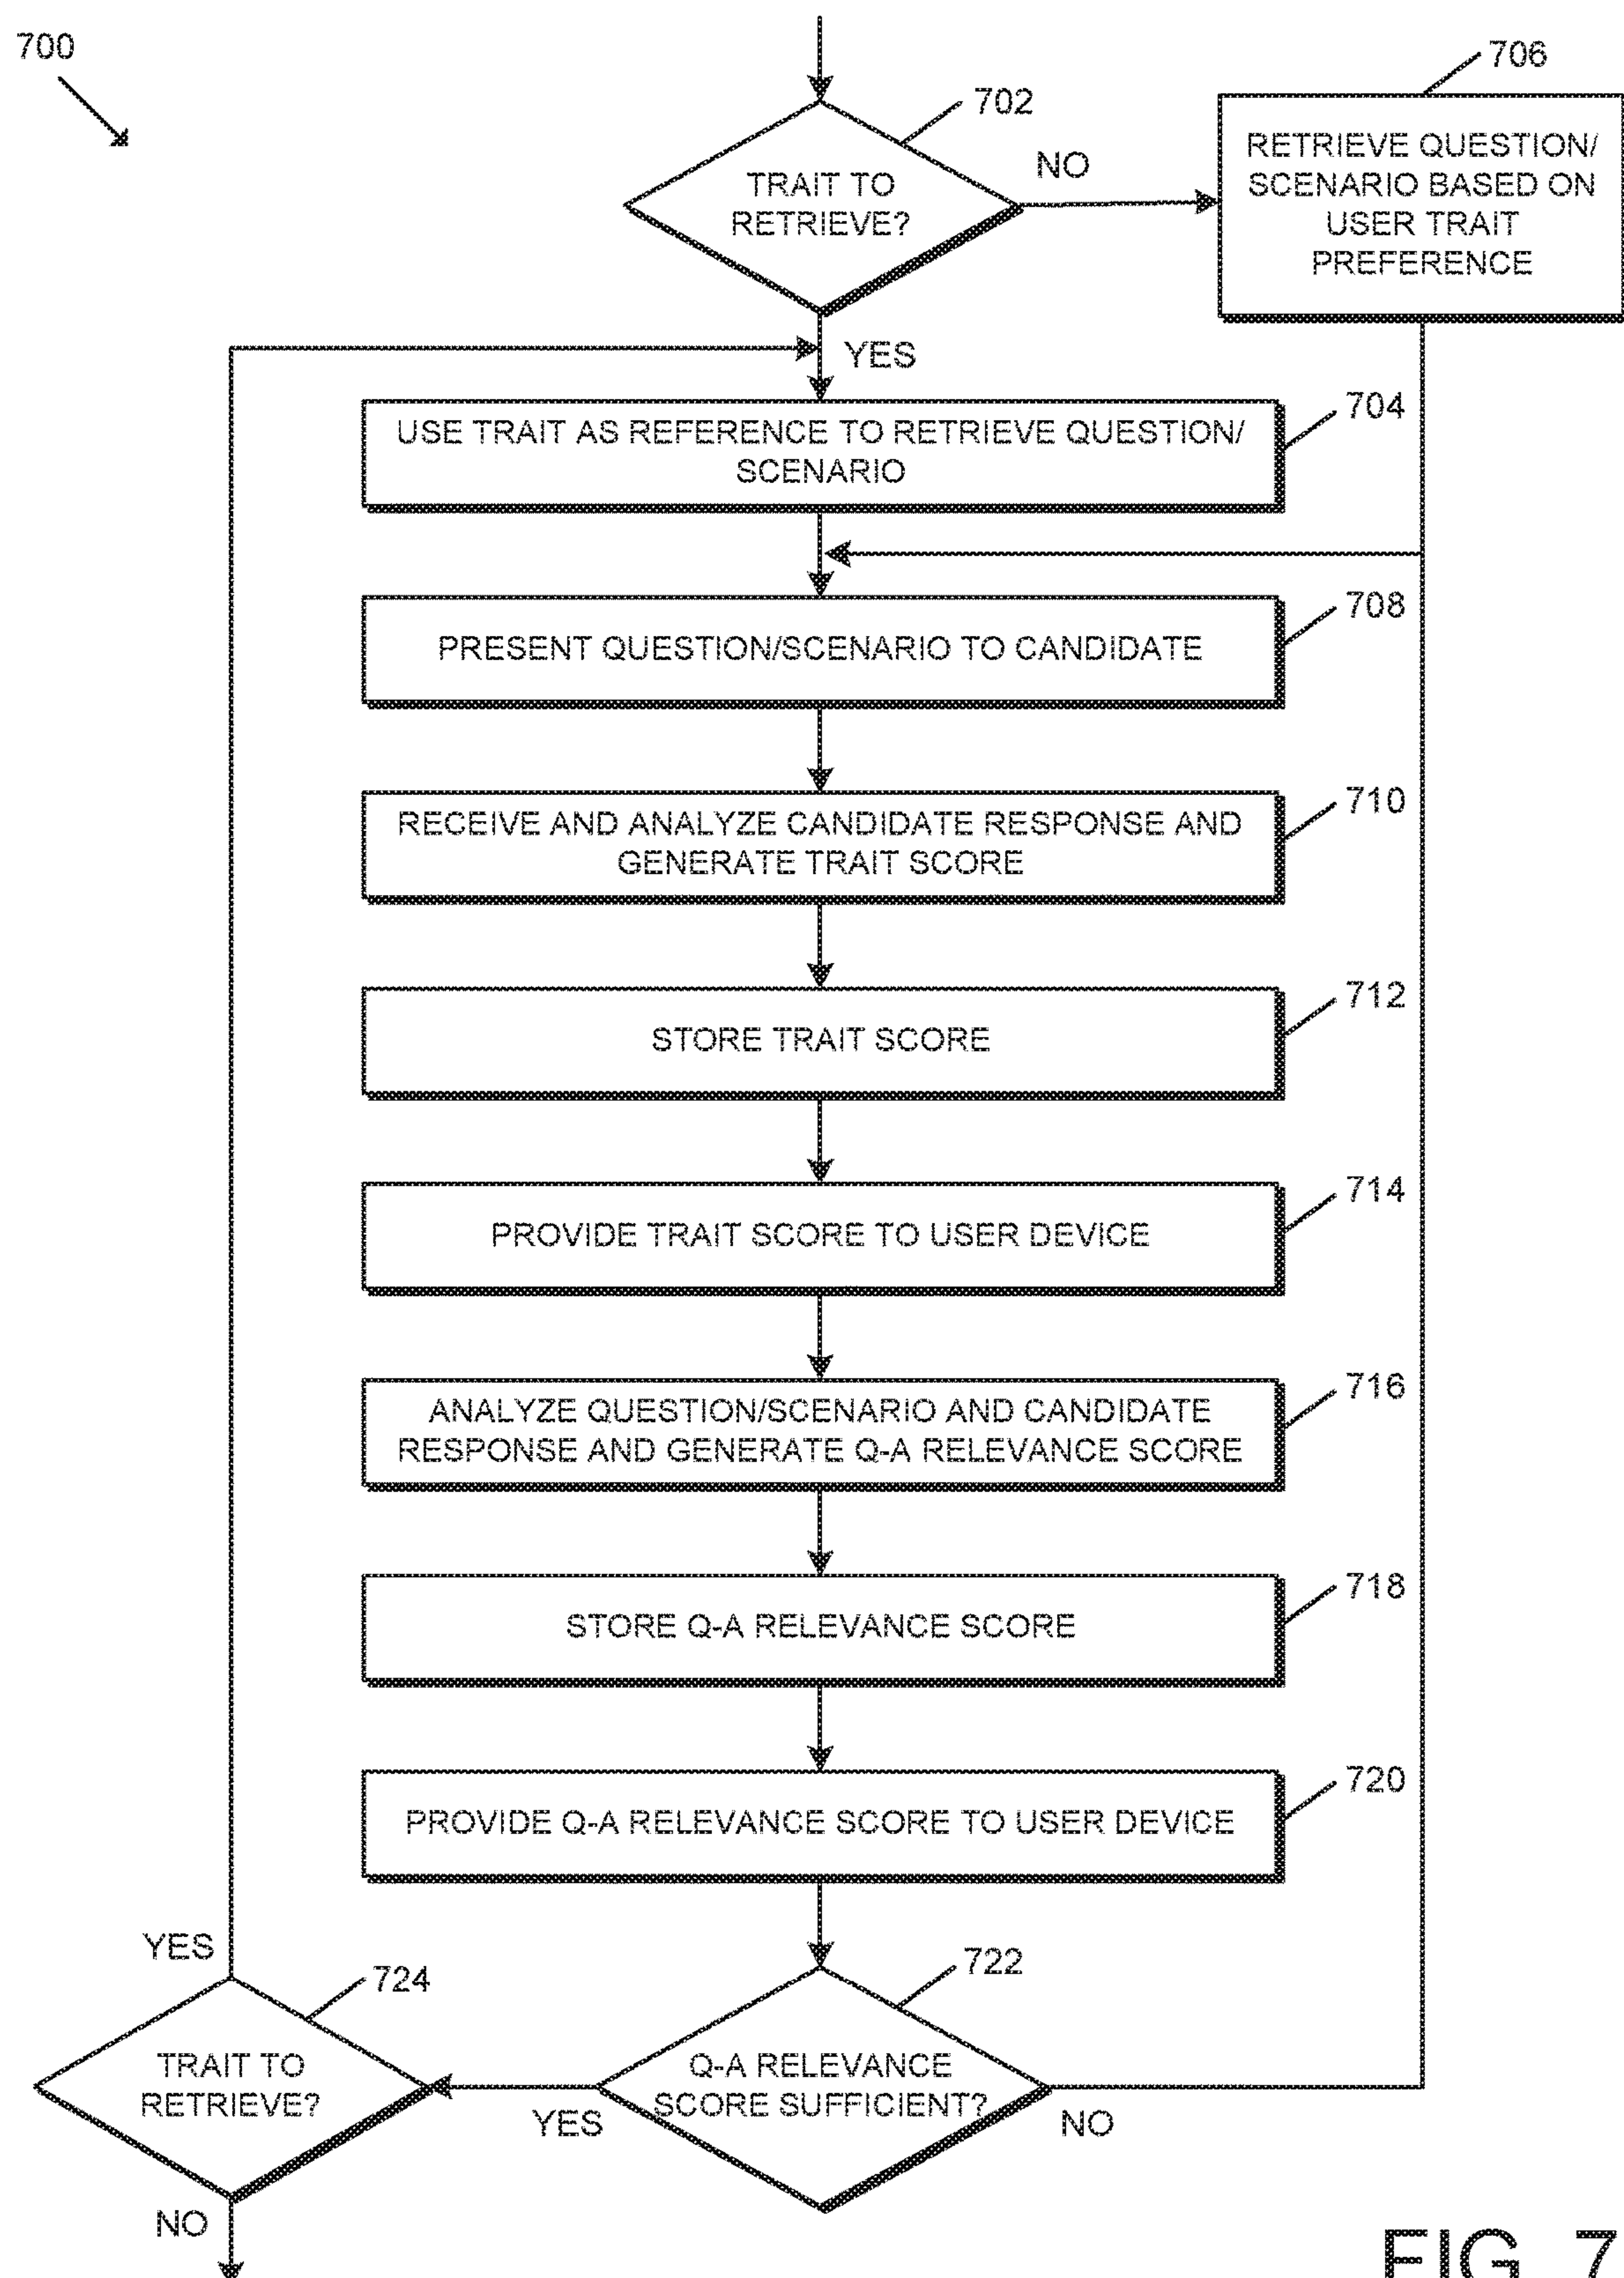 700
702
706
TRAIT TO
RETRIEVE?
NO
RETRIEVE QUESTION/
SCENARIO BASED ON
USER TRAIT
PREFERENCE
YES
704
USE TRAIT AS REFERENCE TO RETRIEVE QUESTION/
SCENARIO
708
PRESENT QUESTION/SCENARIO TO CANDIDATE
710
RECEIVE AND ANALYZE CANDIDATE RESPONSE AND
GENERATE TRAIT SCORE
712
STORE TRAIT SCORE
714
PROVIDE TRAIT SCORE TO USER DEVICE
716
ANALYZE QUESTION/SCENARIO AND CANDIDATE
RESPONSE AND GENERATE Q-A RELEVANCE SCORE
718
STORE Q-A RELEVANCE SCORE
720
PROVIDE Q-A RELEVANCE SCORE TO USER DEVICE
YES
724
722
TRAIT TO
RETRIEVE?
Q-A RELEVANCE
SCORE SUFFICIENT?
YES
NO
NO
FIG. 7